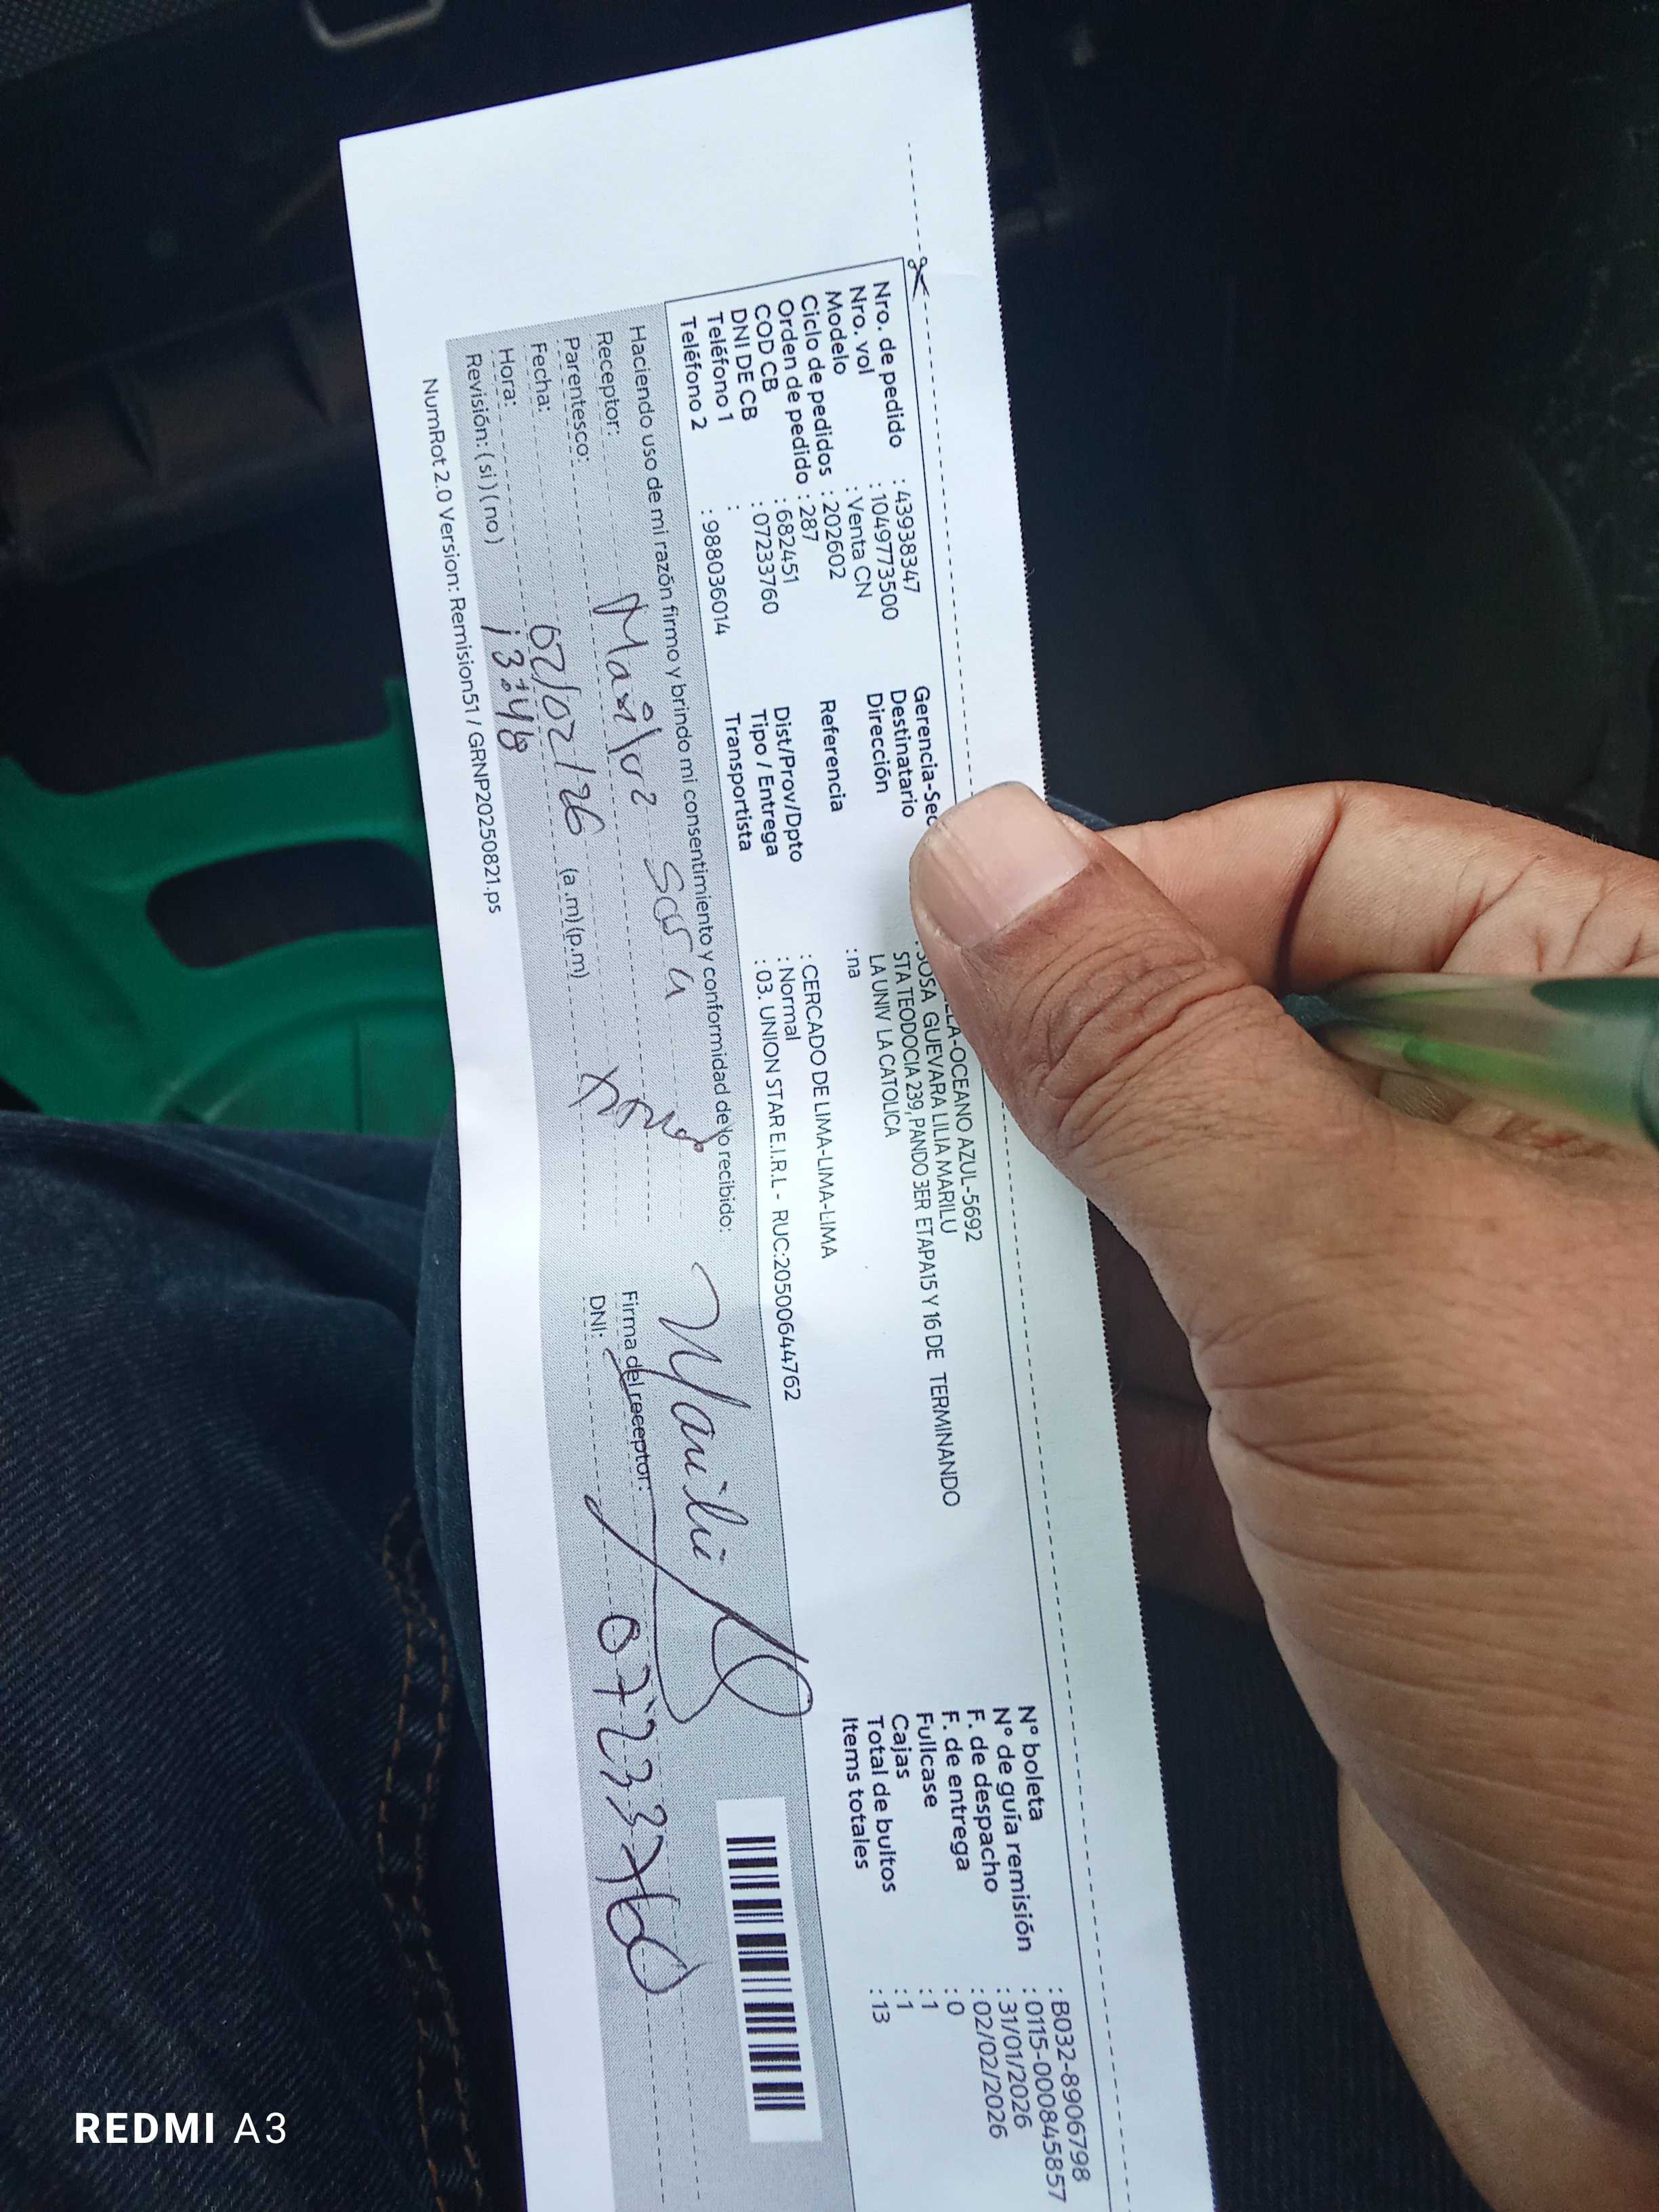 Nro. de pedido : 43938347
Nro. vol : 1049773500
Modelo : Venta CN
Ciclo de pedidos : 202602
Orden de pedido : 287
COD CB : 682451
DNI DE CB : 07233760
Teléfono 1 :
Teléfono 2 : 988036014
Gerencia-Sec LLA-OCEANO AZUL-5692
Destinatario : SOSA GUEVARA LILIA MARILU
Dirección STA TEODOCIA 239, PANDO 3ER ETAPA15 Y 16 DE TERMINANDO
LA UNIV LA CATOLICA
Referencia : na
Dist/Prov/Dpto : CERCADO DE LIMA-LIMA-LIMA
Tipo / Entrega : Normal
Transportista : 03. UNION STAR E.I.R.L - RUC:20500644762
N° boleta : B032-8906798
N° de guía remisión : 0115-000845857
F. de despacho : 31/01/2026
F. de entrega : 02/02/2026
Fullcase : 0
Cajas : 1
Total de bultos : 1
Items totales : 13
Haciendo uso de mi razón firmo y brindo mi consentimiento y conformidad de lo recibido:
Receptor:
Parentesco:
Fecha: 02/02/26
Hora: 13:48 (a.m) (p.m)
Revisión: ( si ) ( no )
Firma del receptor:
DNI: 07233760
NumRot 2.0 Version: Remision51 / GRNP20250821.ps
REDMI A3